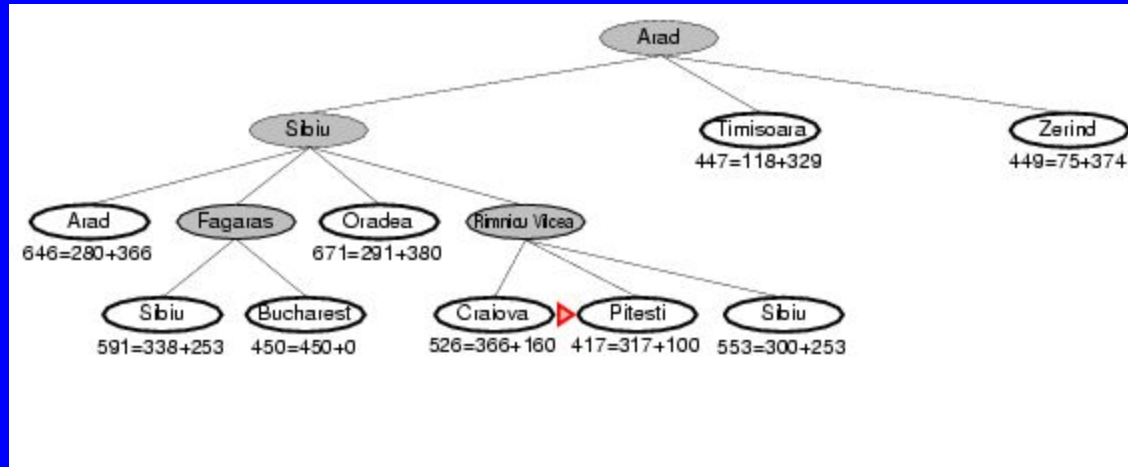 Arad
Sibiu
Timisoara
Zerind
447=118+329
449=75+374
Arad
Fagaras
Oradea
Rimnicu Vilcea
646=280+366
671=291+380
Sibiu
Bucharest
Craiova
Pitesti
Sibiu
591=338+253
450=450+0
526=366+160
417=317+100
553=300+253